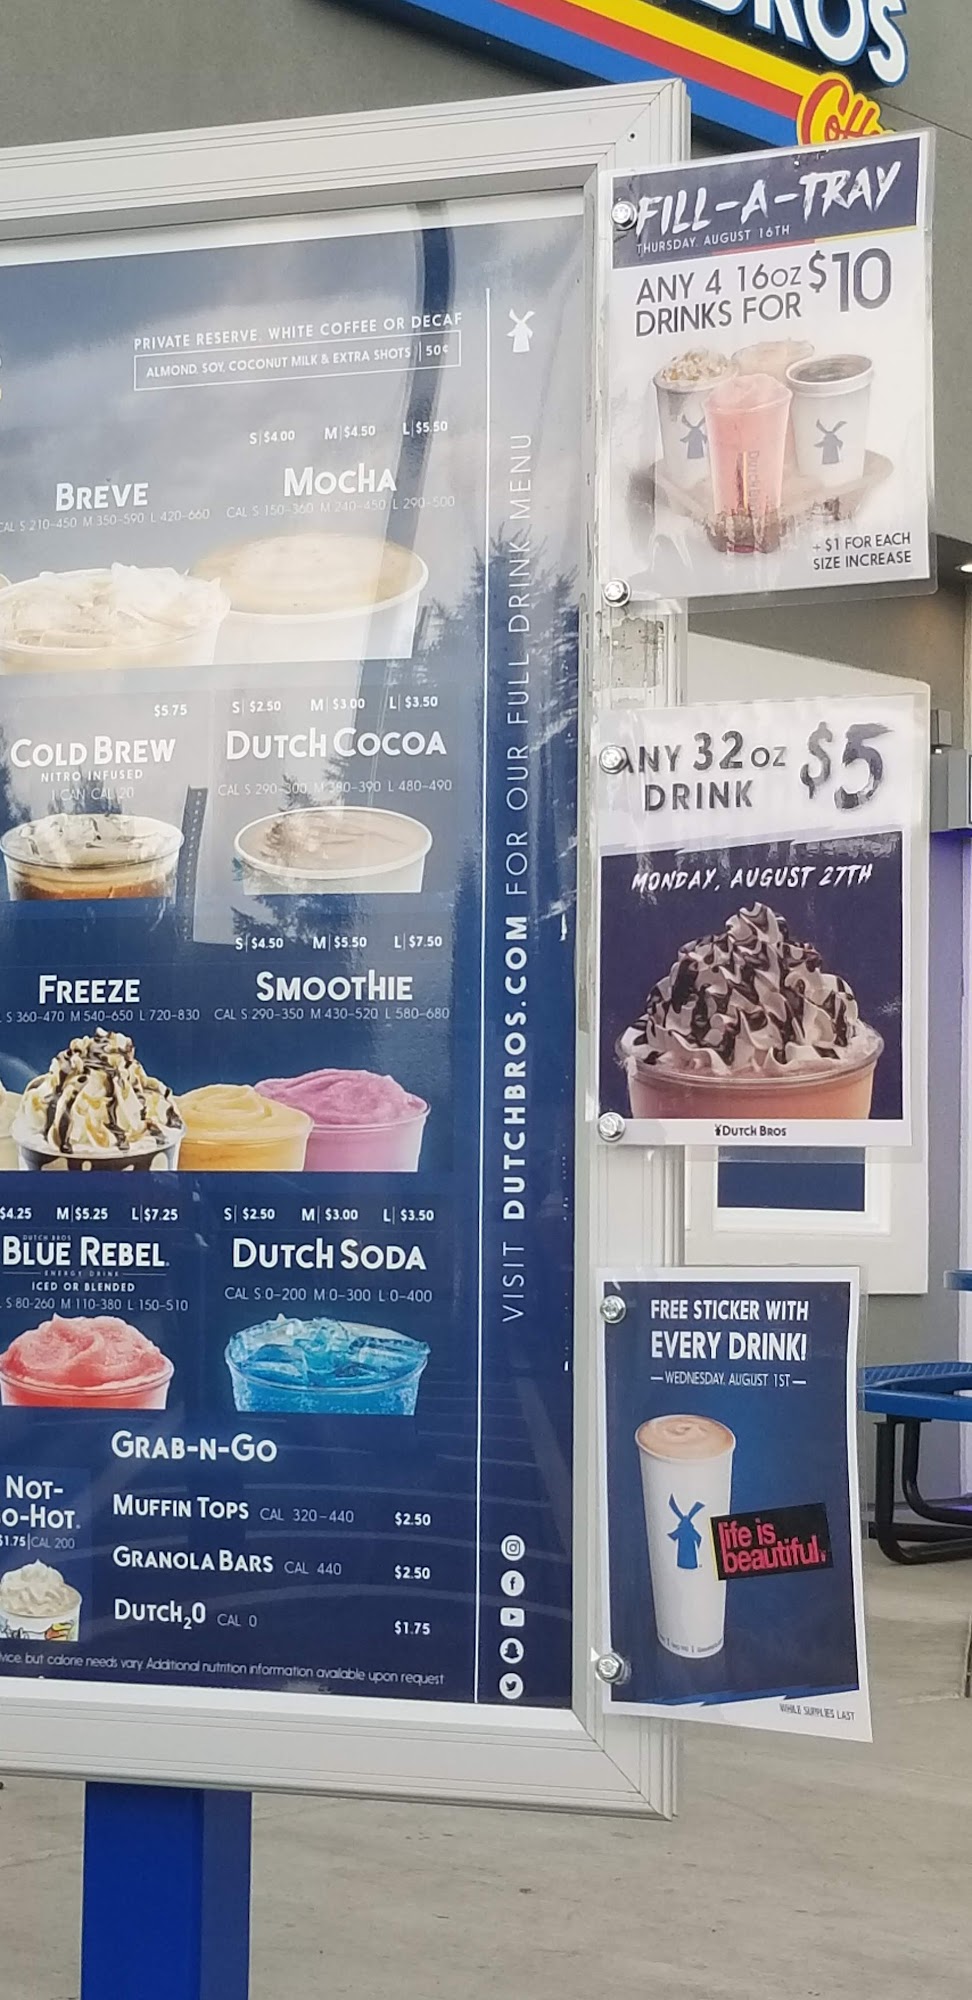 BROS
Coffee
PRIVATE RESERVE, WHITE COFFEE OR DECAF
ALMOND, SOY, COCONUT MILK & EXTRA SHOTS | 50¢
S|$4.00 M|$4.50 L|$5.50
BREVE
CAL S 210-450 M 350-590 L 420-660
MOCHA
CAL S 150-360 M 240-450 L 290-500
$5.75
COLD BREW
NITRO INFUSED
1 CAN CAL 20
S|$2.50 M|$3.00 L|$3.50
DUTCH COCOA
CAL S 290-300 M 380-390 L 480-490
FREEZE
S 360-470 M 540-650 L 720-830
S|$4.50 M|$5.50 L|$7.50
SMOOTHIE
CAL S 290-350 M 430-520 L 580-680
$4.25 M|$5.25 L|$7.25
DUTCH BROS
BLUE REBEL
ENERGY DRINK
ICED OR BLENDED
S 80-260 M 110-380 L 150-510
S|$2.50 M|$3.00 L|$3.50
DUTCH SODA
CAL S 0-200 M 0-300 L 0-400
NOT-
O-HOT
$1.75|CAL 200
GRAB-N-GO
MUFFIN TOPS CAL 320-440 $2.50
GRANOLA BARS CAL 440 $2.50
DUTCH₂O CAL 0 $1.75
vice, but calorie needs vary. Additional nutrition information available upon request
VISIT DUTCHBROS.COM FOR OUR FULL DRINK MENU
FILL-A-TRAY
THURSDAY, AUGUST 16TH
ANY 4 16OZ
DRINKS FOR
$10
+ $1 FOR EACH
SIZE INCREASE
ANY 32OZ
DRINK
$5
MONDAY, AUGUST 27TH
DUTCH BROS
FREE STICKER WITH
EVERY DRINK!
—WEDNESDAY, AUGUST 1ST—
life is
beautiful.
WHILE SUPPLIES LAST